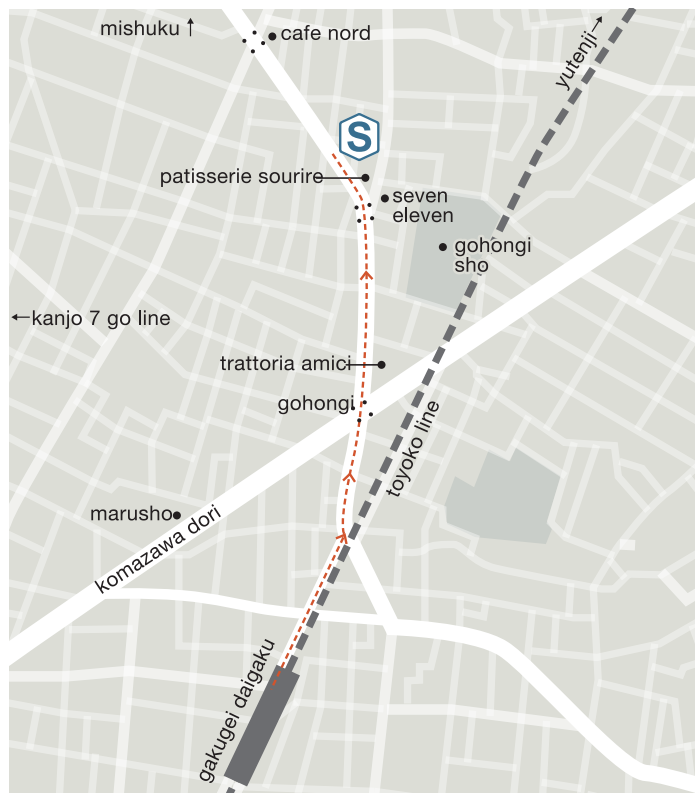 mishuku ↑
cafe nord
yutenji→
S
patisserie sourire
seven
eleven
gohongi
sho
←kanjo 7 go line
trattoria amici
gohongi
toyoko line
marusho
komazawa dori
gakugei daigaku